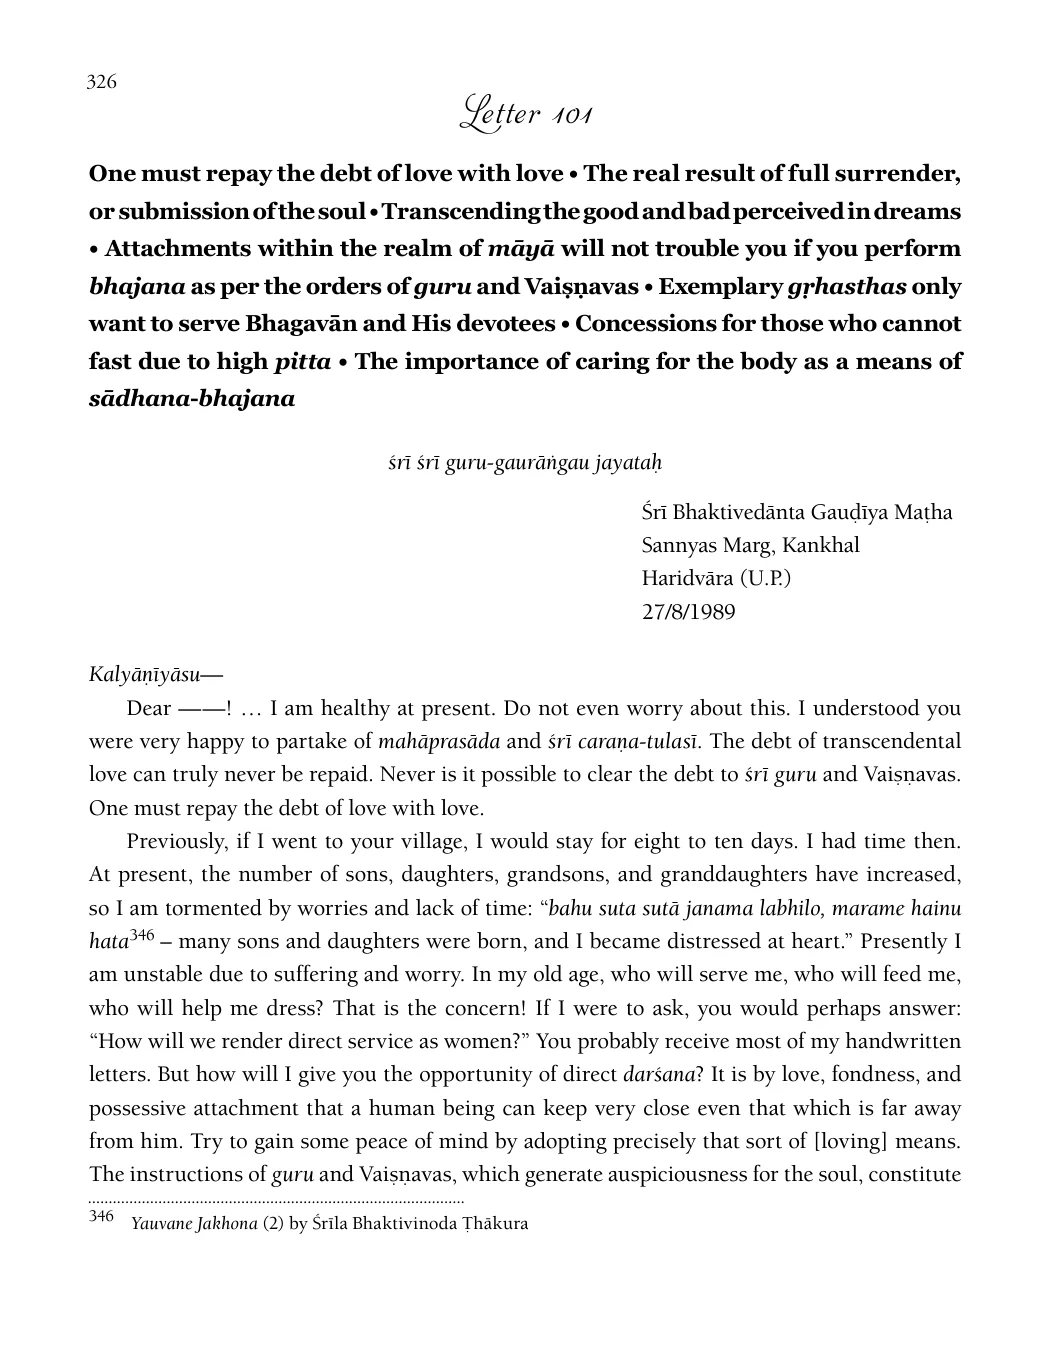 326
Letter 101
One must repay the debt of love with love • The real result of full surrender,
or submission of the soul • Transcending the good and bad perceived in dreams
• Attachments within the realm of māyā will not trouble you if you perform
bhajana as per the orders of guru and Vaiṣṇavas • Exemplary gṛhasthas only
want to serve Bhagavān and His devotees • Concessions for those who cannot
fast due to high pitta • The importance of caring for the body as a means of
sādhana-bhajana
śrī śrī guru-gaurāṅgau jayataḥ
Śrī Bhaktivedānta Gauḍīya Maṭha
Sannyas Marg, Kankhal
Haridvāra (U.P.)
27/8/1989
Kalyāṇīyāsu—
Dear ——! … I am healthy at present. Do not even worry about this. I understood you
were very happy to partake of mahāprasāda and śrī caraṇa-tulasī. The debt of transcendental
love can truly never be repaid. Never is it possible to clear the debt to śrī guru and Vaiṣṇavas.
One must repay the debt of love with love.
Previously, if I went to your village, I would stay for eight to ten days. I had time then.
At present, the number of sons, daughters, grandsons, and granddaughters have increased,
so I am tormented by worries and lack of time: “bahu suta sutā janama labhilo, marame hainu
hata346 – many sons and daughters were born, and I became distressed at heart.” Presently I
am unstable due to suffering and worry. In my old age, who will serve me, who will feed me,
who will help me dress? That is the concern! If I were to ask, you would perhaps answer:
“How will we render direct service as women?” You probably receive most of my handwritten
letters. But how will I give you the opportunity of direct darśana? It is by love, fondness, and
possessive attachment that a human being can keep very close even that which is far away
from him. Try to gain some peace of mind by adopting precisely that sort of [loving] means.
The instructions of guru and Vaiṣṇavas, which generate auspiciousness for the soul, constitute
346 Yauvane Jakhona (2) by Śrīla Bhaktivinoda Ṭhākura